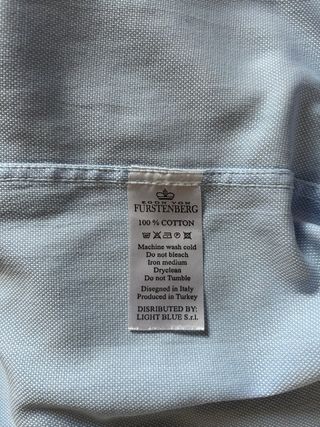 EGON VON
FURSTENBERG
100 % COTTON
Machine wash cold
Do not bleach
Iron medium
Dryclean
Do not Tumble
Disegned in Italy
Produced in Turkey
DISRIBUTED BY:
LIGHT BLUE S.r.l.